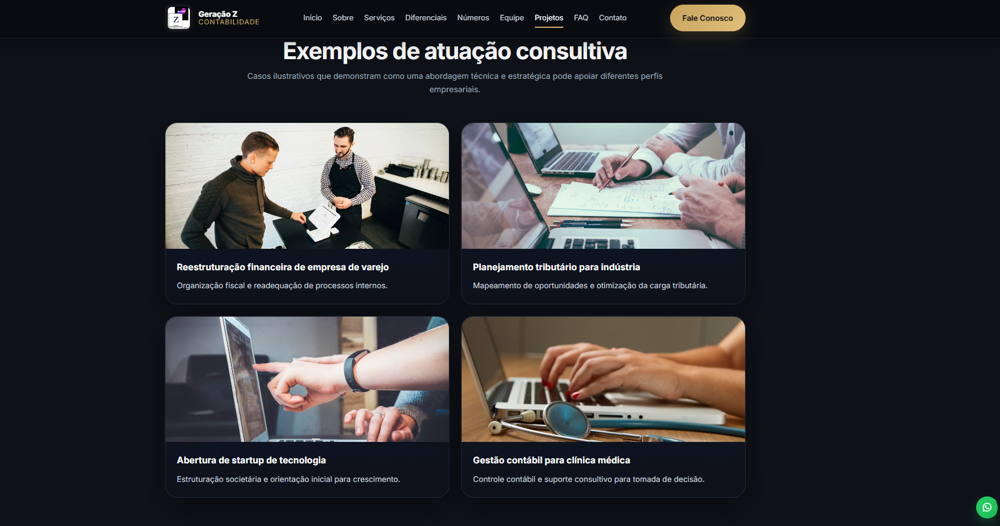 Geração Z
CONTABILIDADE
Início Sobre Serviços Diferenciais Números Equipe Projetos FAQ Contato
Fale Conosco
Exemplos de atuação consultiva
Casos ilustrativos que demonstram como uma abordagem técnica e estratégica pode apoiar diferentes perfis
empresariais.
Reestruturação financeira de empresa de varejo
Organização fiscal e readequação de processos internos.
Planejamento tributário para indústria
Mapeamento de oportunidades e otimização da carga tributária.
Abertura de startup de tecnologia
Estruturação societária e orientação inicial para crescimento.
Gestão contábil para clínica médica
Controle contábil e suporte consultivo para tomada de decisão.